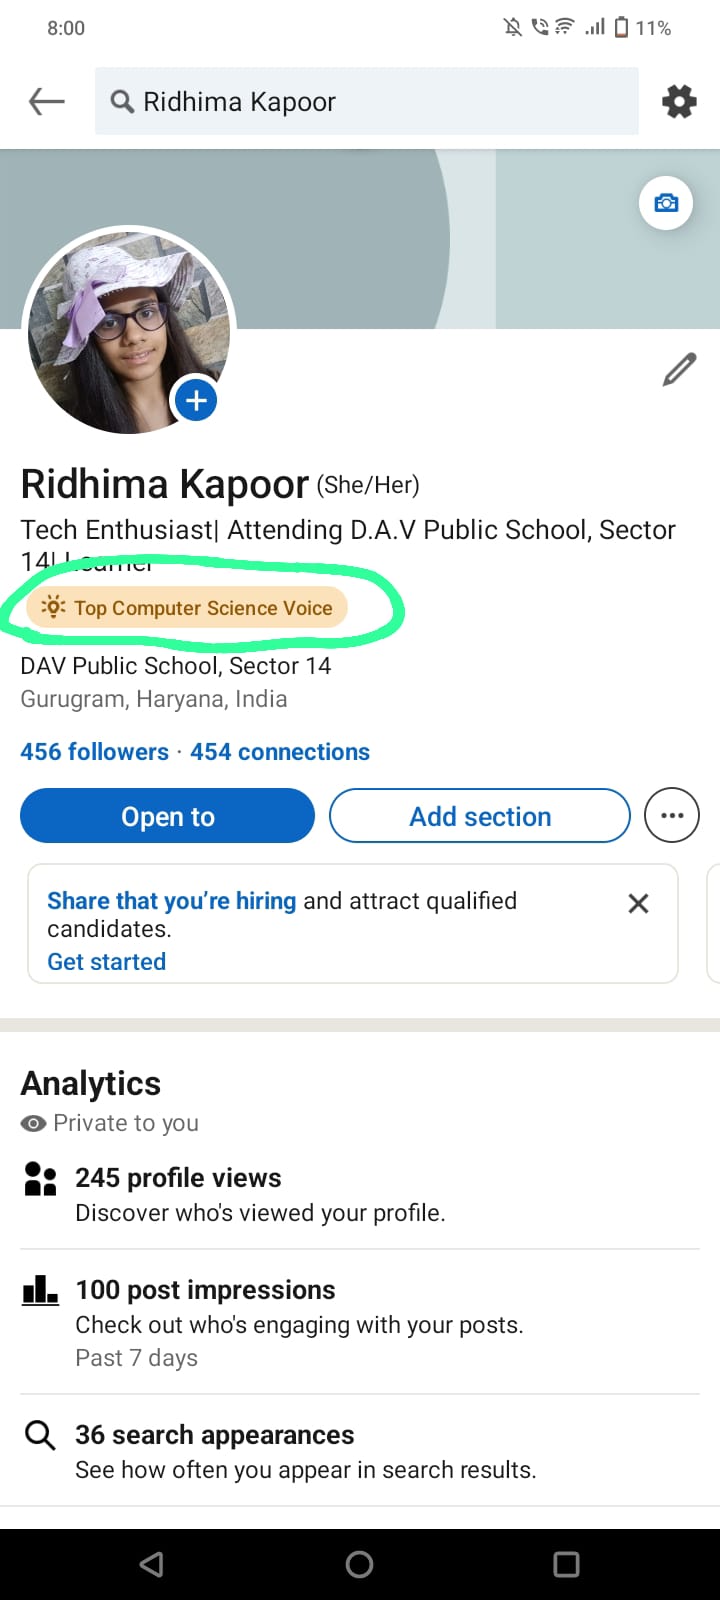 8:00 11%
Ridhima Kapoor
Ridhima Kapoor (She/Her)
Tech Enthusiast| Attending D.A.V Public School, Sector
14| Learner
Top Computer Science Voice
DAV Public School, Sector 14
Gurugram, Haryana, India
456 followers · 454 connections
Open to Add section
Share that you're hiring and attract qualified
candidates.
Get started
Analytics
Private to you
245 profile views
Discover who's viewed your profile.
100 post impressions
Check out who's engaging with your posts.
Past 7 days
36 search appearances
See how often you appear in search results.